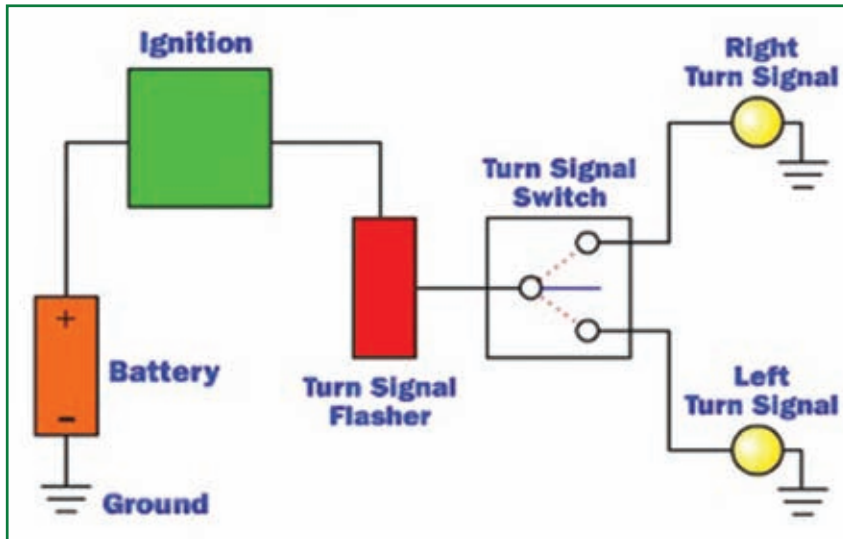 Ignition
Right
Turn Signal
Turn Signal
Switch
+
Battery
-
Turn Signal
Flasher
Left
Turn Signal
Ground